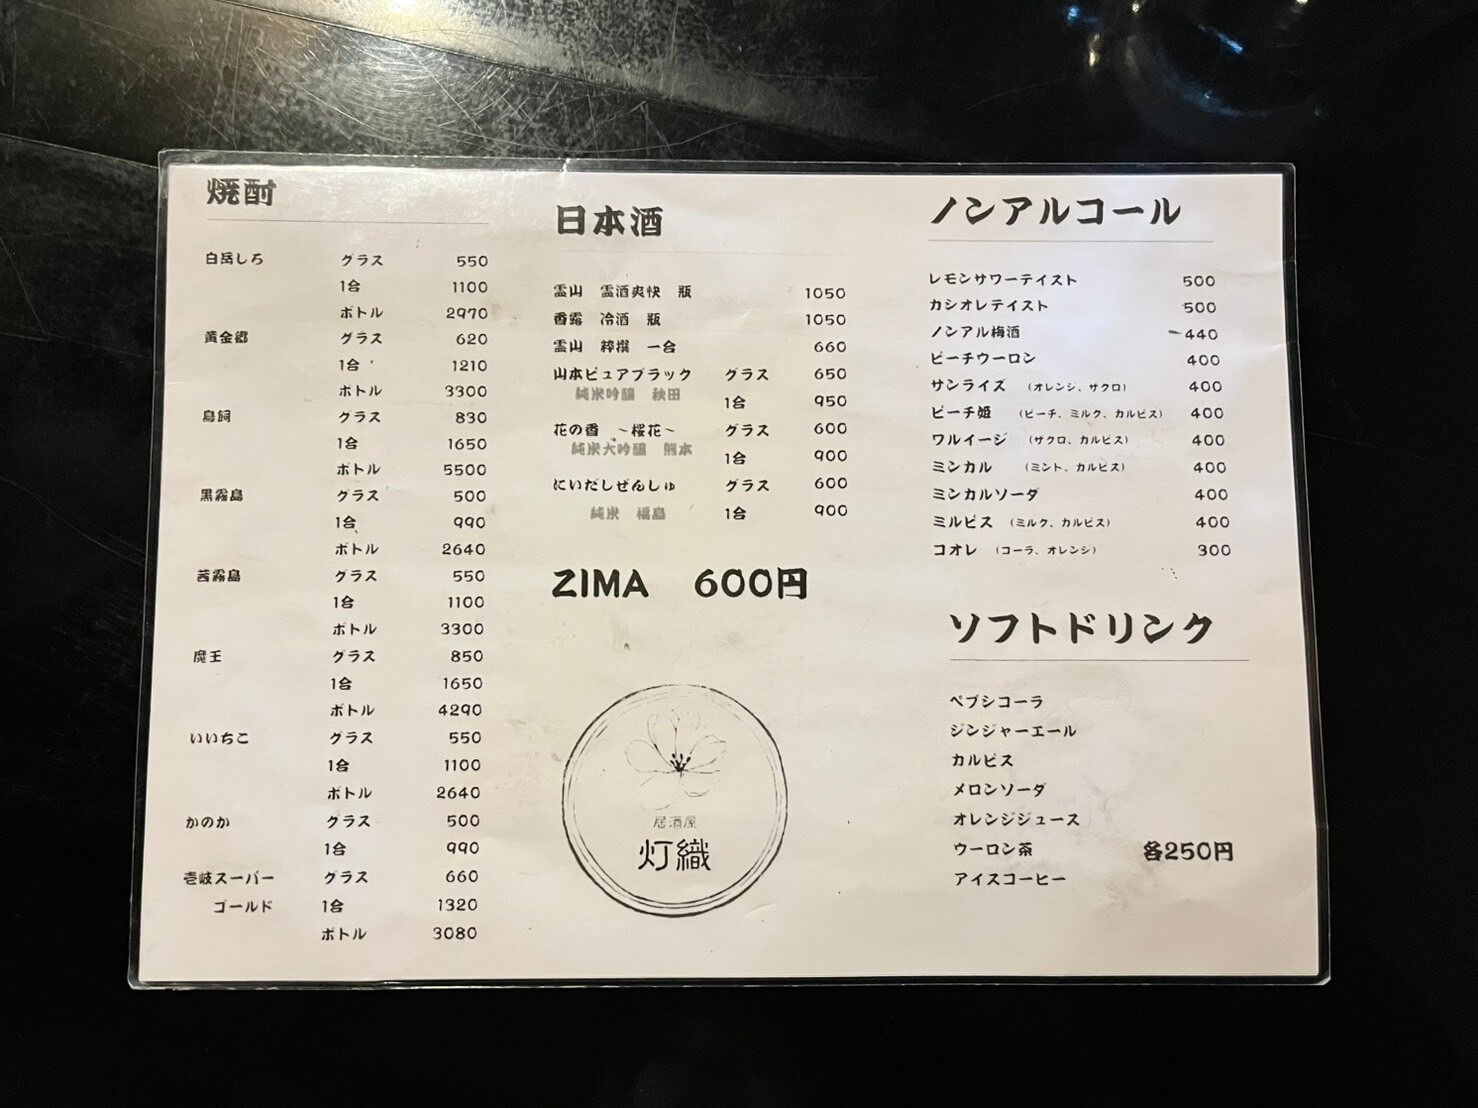 焼酎
白岳しろ グラス 550
1合 1100
ボトル 2970
黄金郷 グラス 620
1合 1210
ボトル 3300
鳥飼 グラス 830
1合 1650
ボトル 5500
黒霧島 グラス 500
1合 990
ボトル 2640
茜霧島 グラス 550
1合 1100
ボトル 3300
魔王 グラス 850
1合 1650
ボトル 4290
いいちこ グラス 550
1合 1100
ボトル 2640
かのか グラス 500
1合 990
壱岐スーパー グラス 660
ゴールド 1合 1320
ボトル 3080
日本酒
霊山 霊酒爽快 瓶 1050
香露 冷酒 瓶 1050
霊山 粋撰 一合 660
山本ピュアブラック グラス 650
純米吟醸 秋田
1合 950
花の香 ～桜花～ グラス 600
純米大吟醸 熊本
1合 900
にいだしぜんしゅ グラス 600
純米 福島 1合 900
ZIMA 600円
居酒屋
灯織
ノンアルコール
レモンサワーテイスト 500
カシオレテイスト 500
ノンアル梅酒 440
ピーチウーロン 400
サンライズ （オレンジ、ザクロ） 400
ピーチ姫 （ピーチ、ミルク、カルピス） 400
ワルイージ （ザクロ、カルピス） 400
ミンカル （ミント、カルピス） 400
ミンカルソーダ 400
ミルピス （ミルク、カルピス） 400
コオレ （コーラ、オレンジ） 300
ソフトドリンク
ペプシコーラ
ジンジャーエール
カルピス
メロンソーダ
オレンジジュース
ウーロン茶 各250円
アイスコーヒー